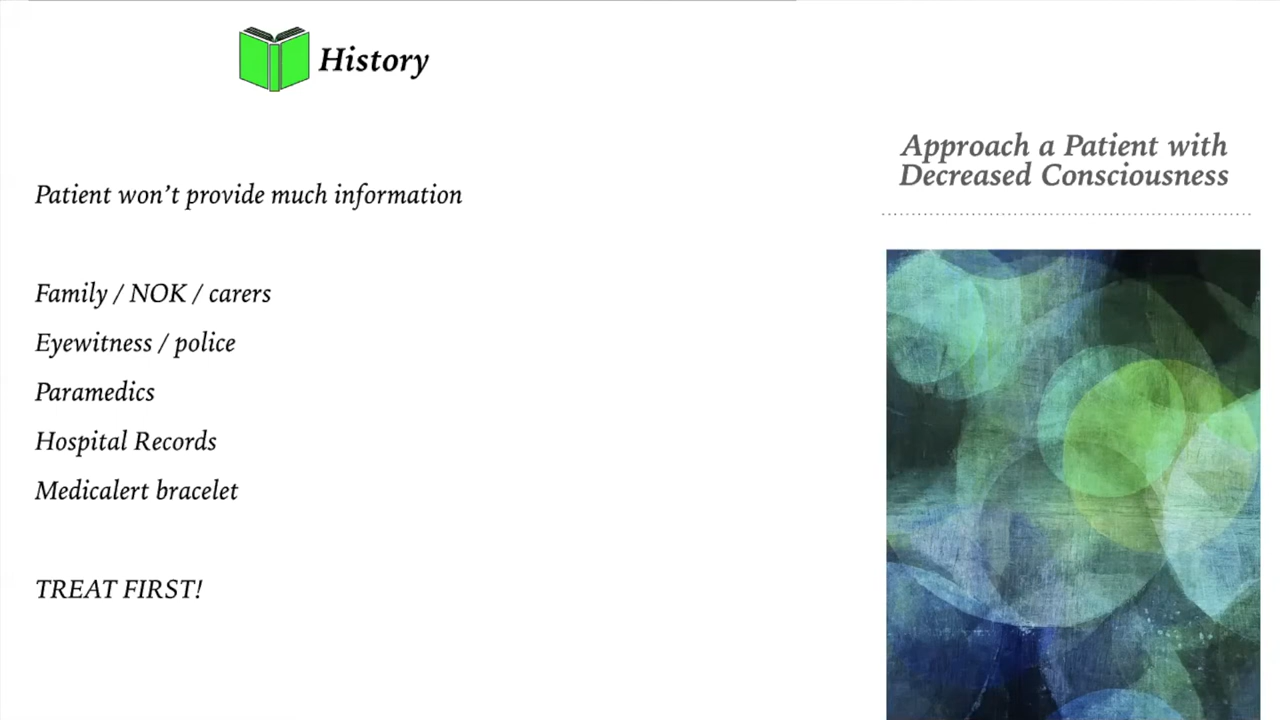 History
Approach a Patient with
Decreased Consciousness
Patient won’t provide much information
Family / NOK / carers
Eyewitness / police
Paramedics
Hospital Records
Medicalert bracelet
TREAT FIRST!